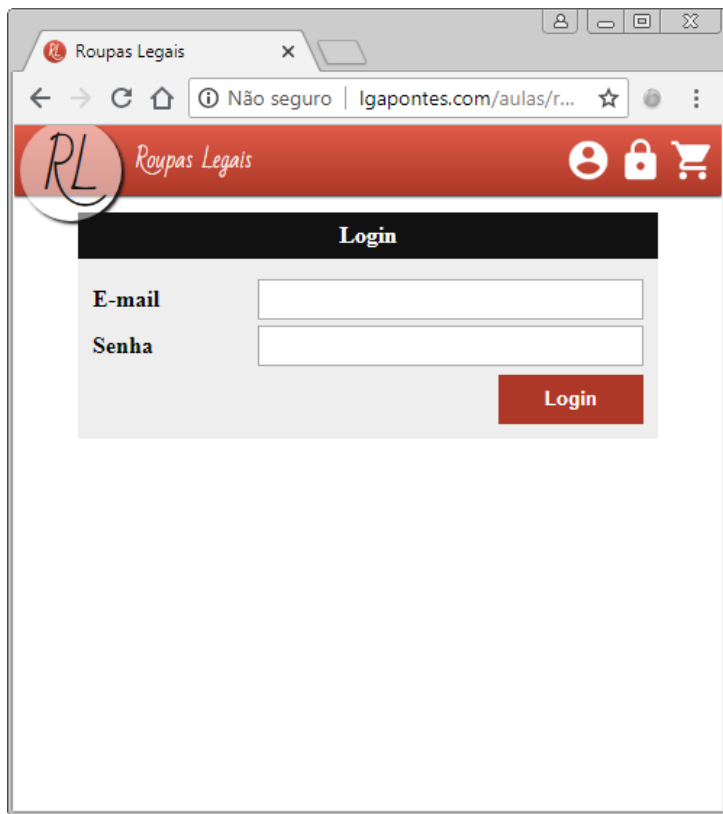 Roupas Legais
Não seguro | lgapontes.com/aulas/r...
RL Roupas Legais
Login
E-mail
Senha
Login